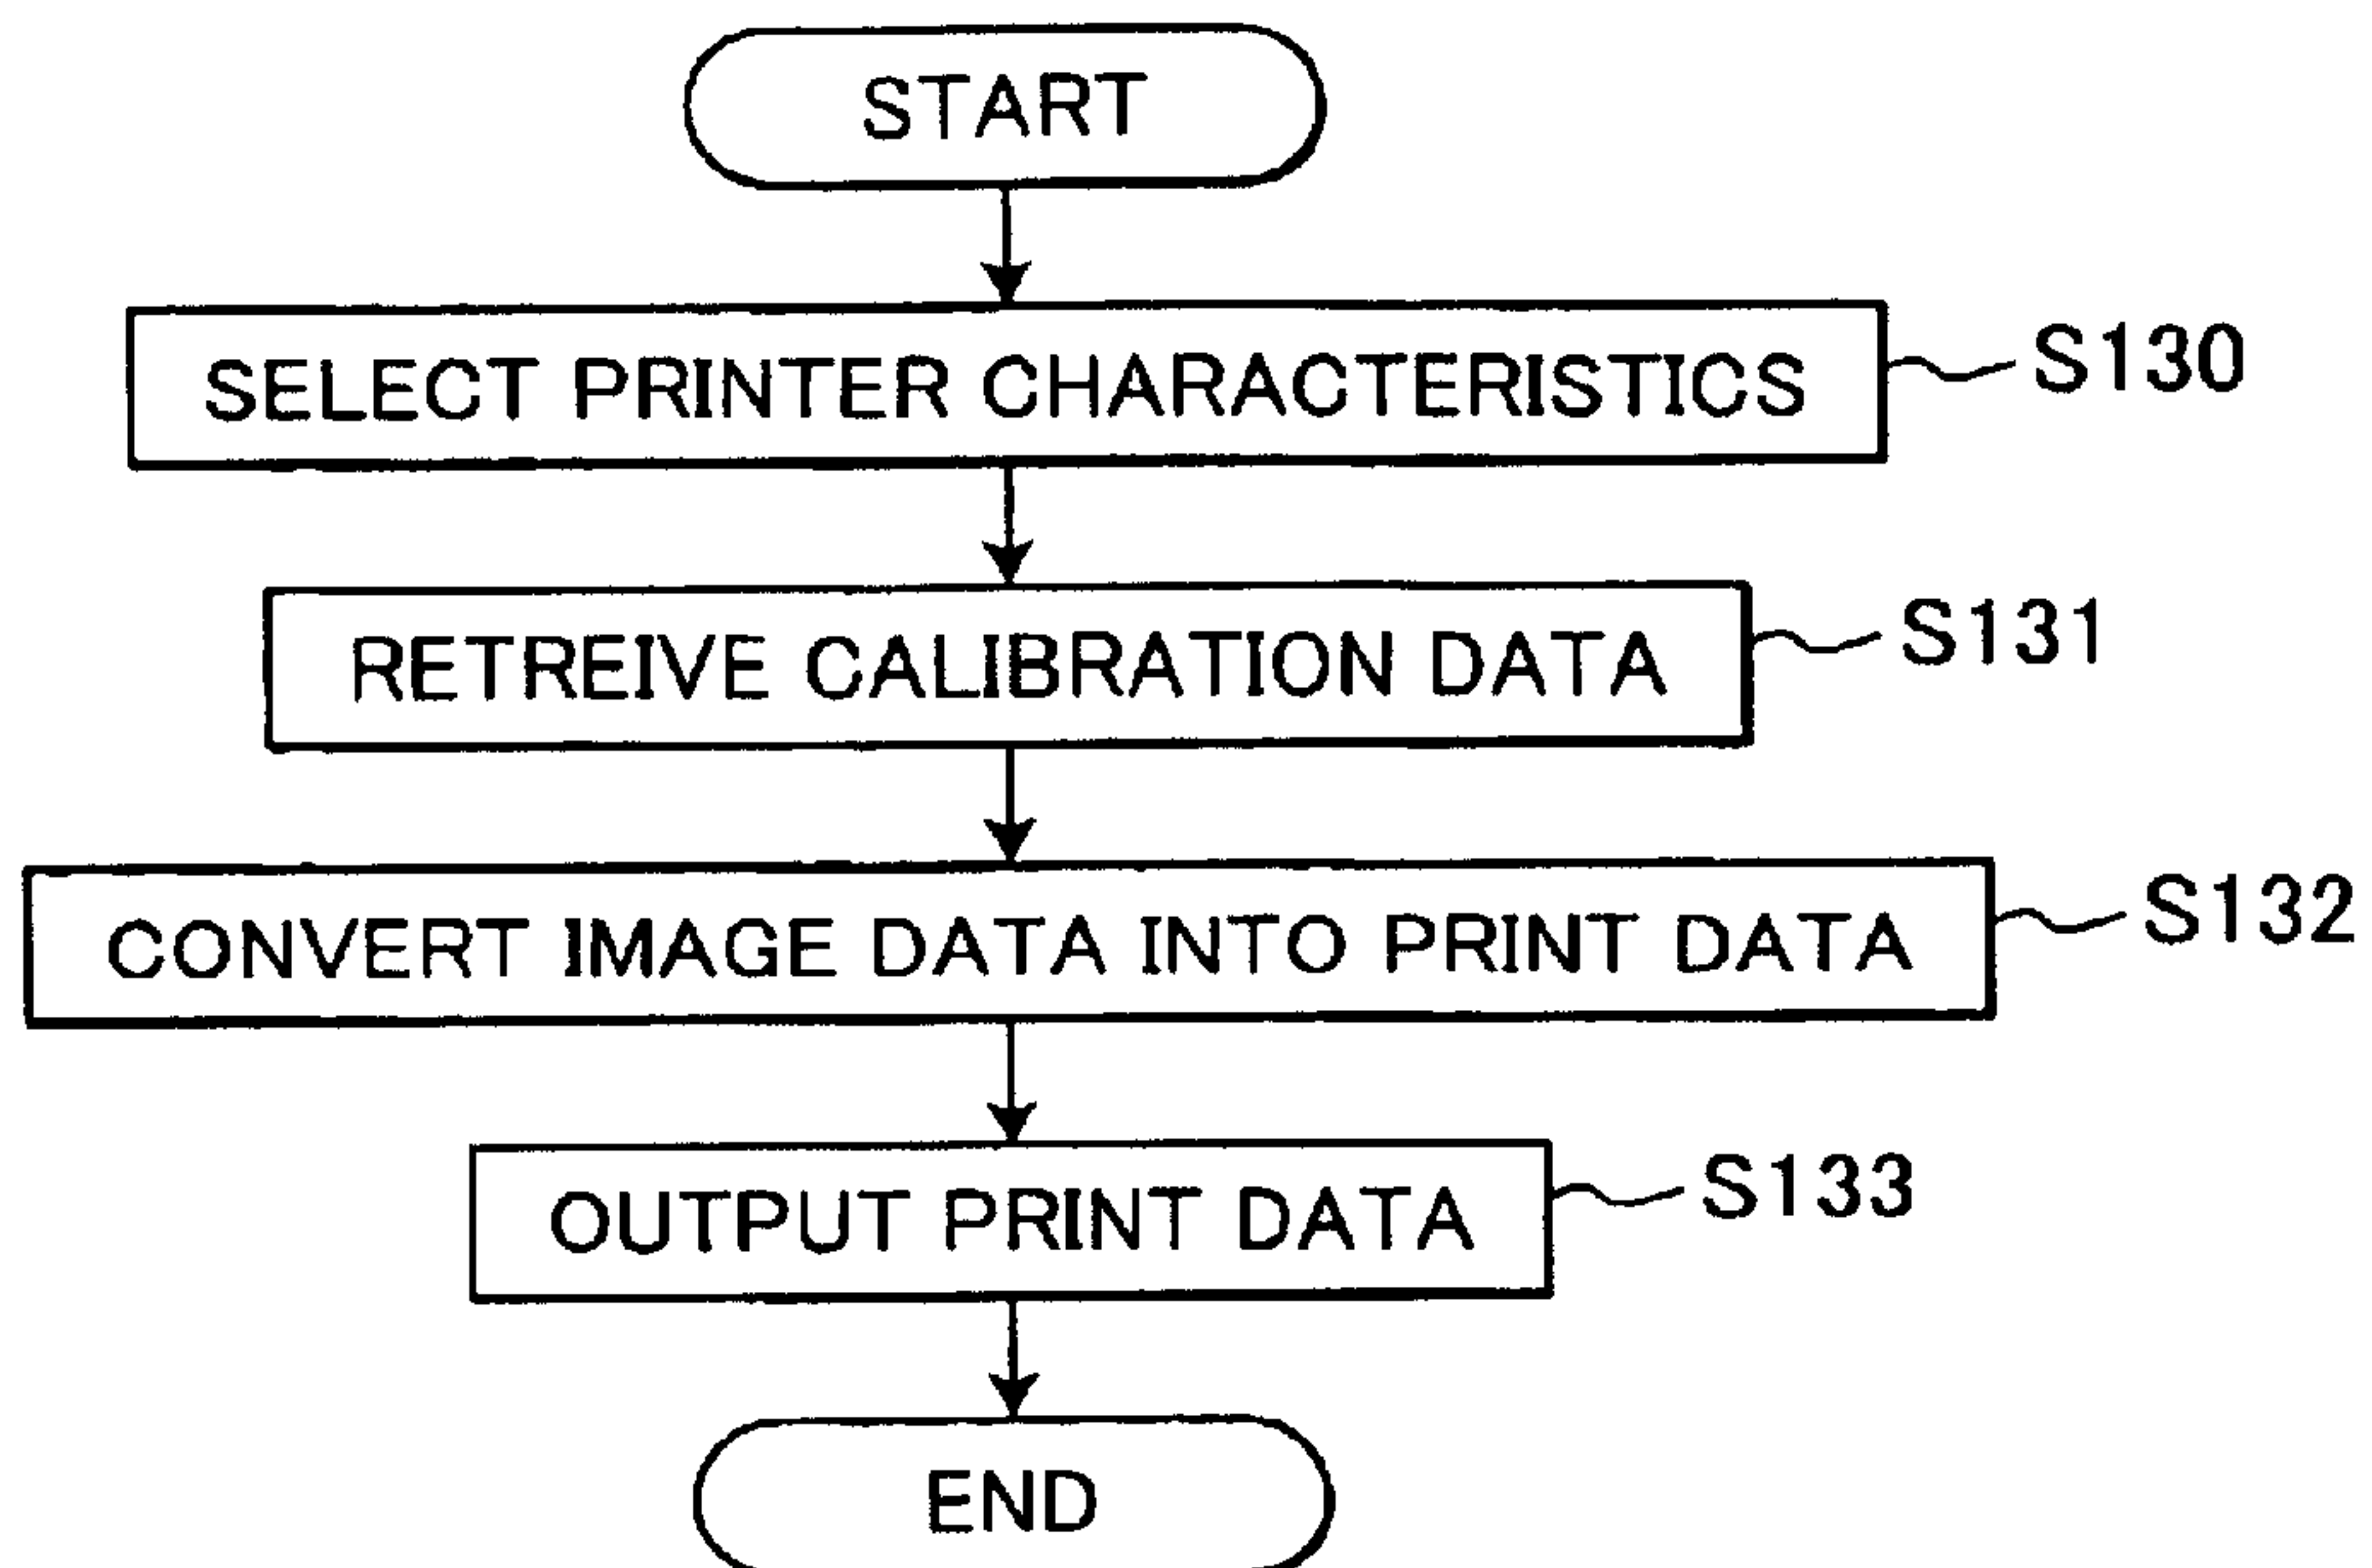 START
SELECT PRINTER CHARACTERISTICS S130
RETREIVE CALIBRATION DATA S131
CONVERT IMAGE DATA INTO PRINT DATA S132
OUTPUT PRINT DATA S133
END